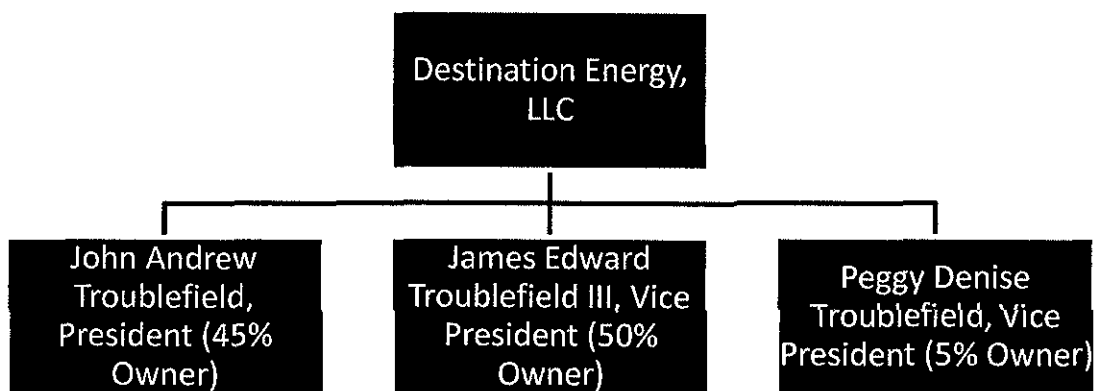 Destination Energy,
LLC
John Andrew
Troublefield,
President (45%
Owner)
James Edward
Troublefield III, Vice
President (50%
Owner)
Peggy Denise
Troublefield, Vice
President (5% Owner)